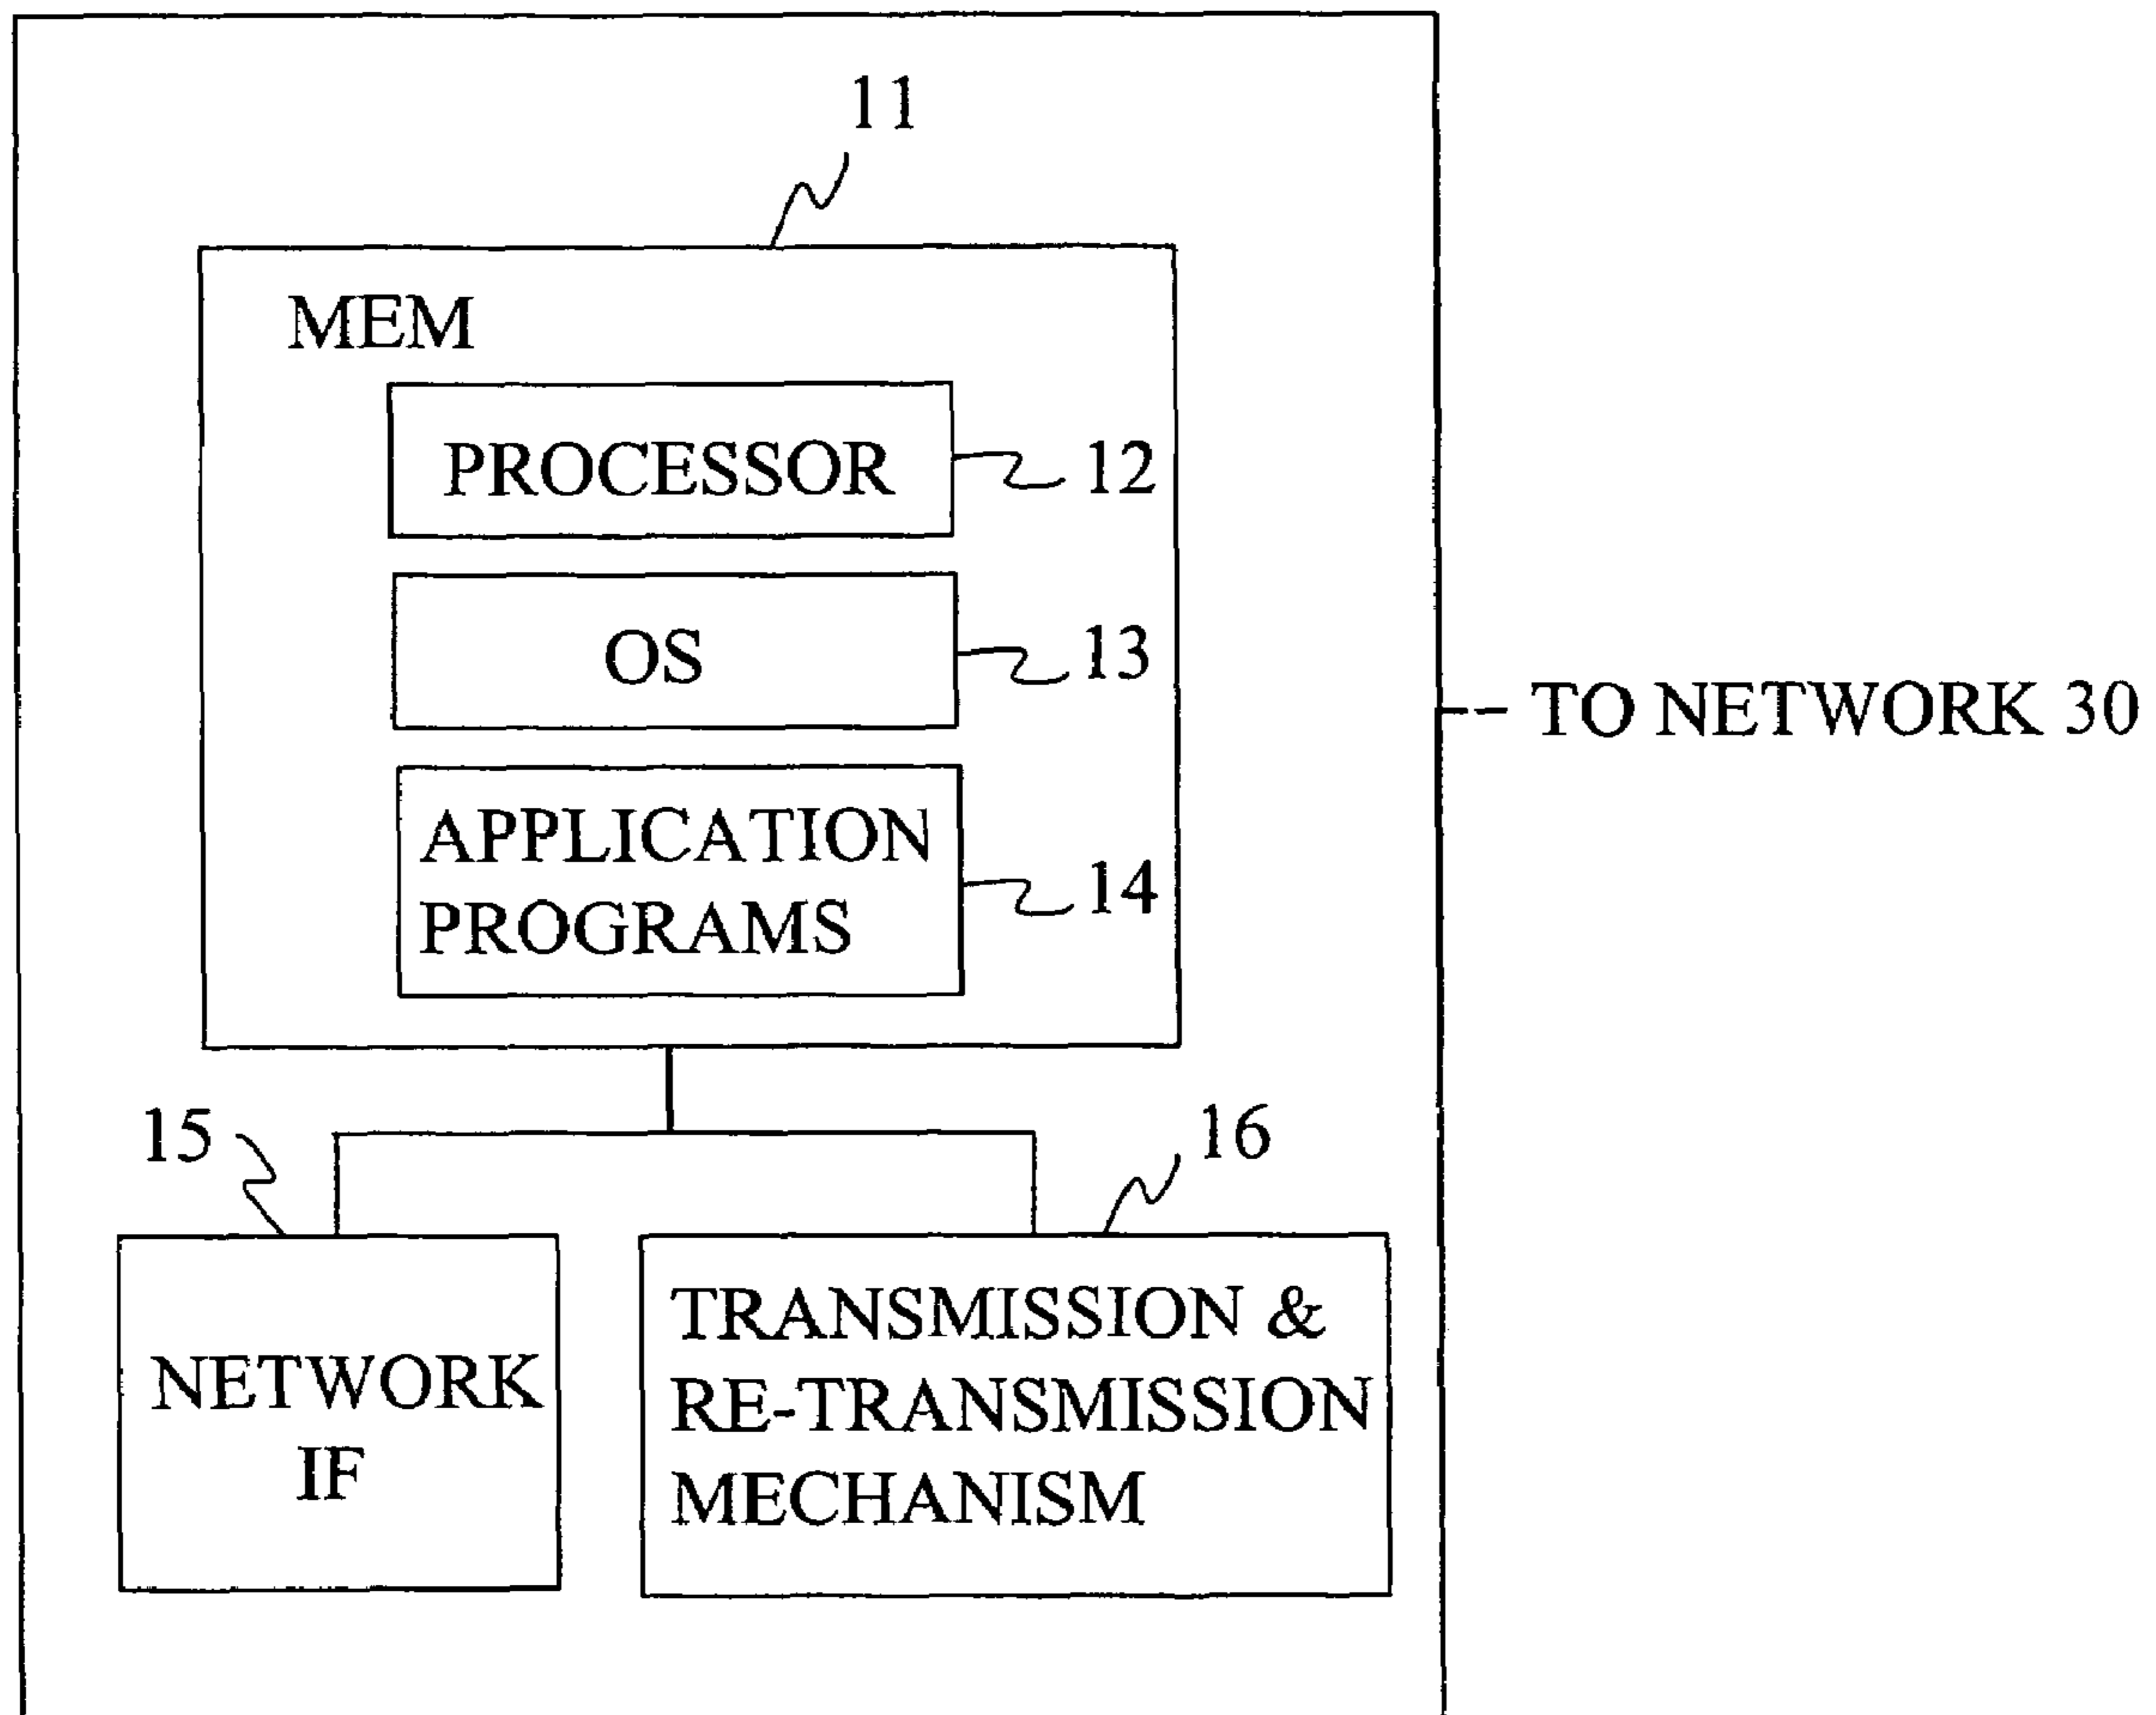 11
MEM
PROCESSOR
12
OS
13
TO NETWORK 30
APPLICATION
PROGRAMS
14
15
16
NETWORK
IF
TRANSMISSION &
RE-TRANSMISSION
MECHANISM